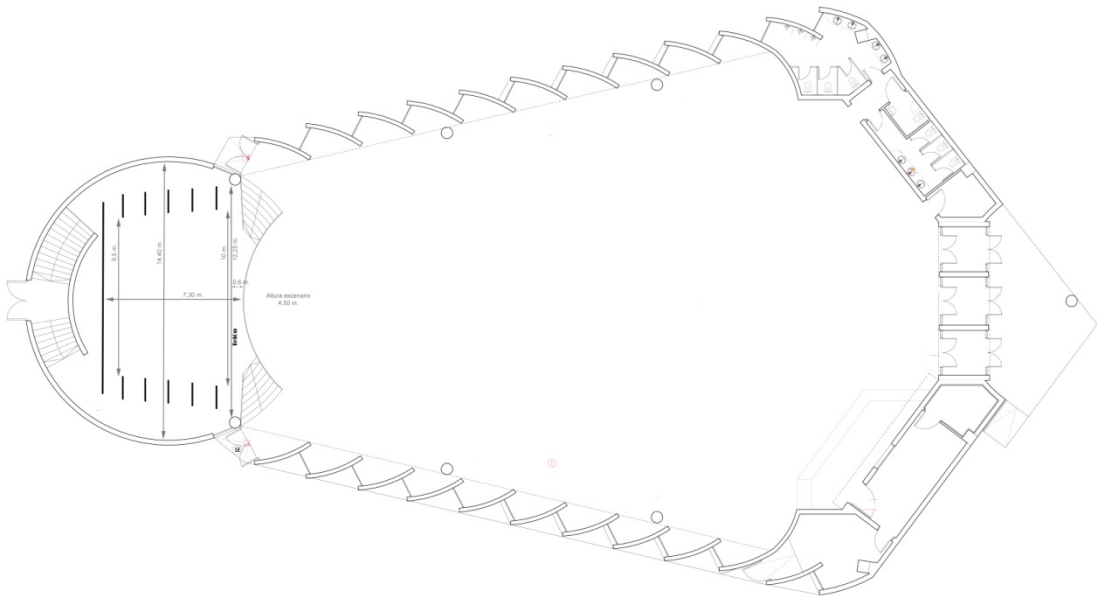 9,5 m.
14,40 m.
10 m.
12,25 m.
0,6 m.
7,30 m.
Altura escenario
4,50 m.